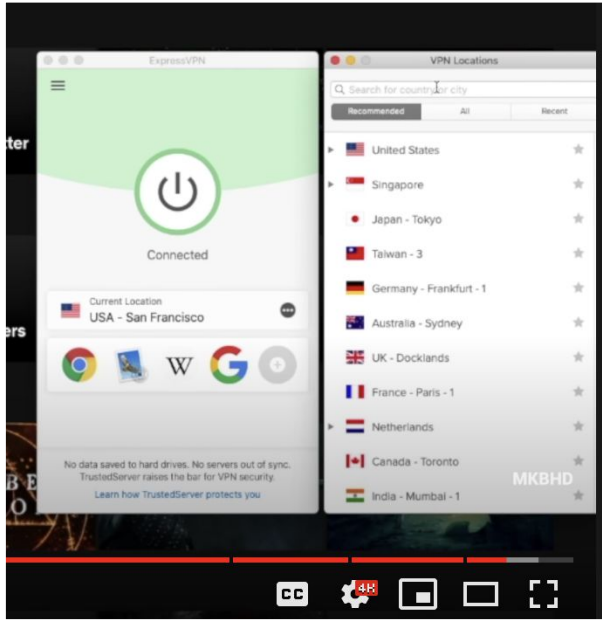 ExpressVPN
VPN Locations
Search for country or city
Recommended
All
Recent
tter
ers
B E
O
Connected
Current Location
USA - San Francisco
W
G
No data saved to hard drives. No servers out of sync.
TrustedServer raises the bar for VPN security.
Learn how TrustedServer protects you
United States
Singapore
Japan - Tokyo
Taiwan - 3
Germany - Frankfurt - 1
Australia - Sydney
UK - Docklands
France - Paris - 1
Netherlands
Canada - Toronto
India - Mumbai - 1
MKBHD
CC
4K